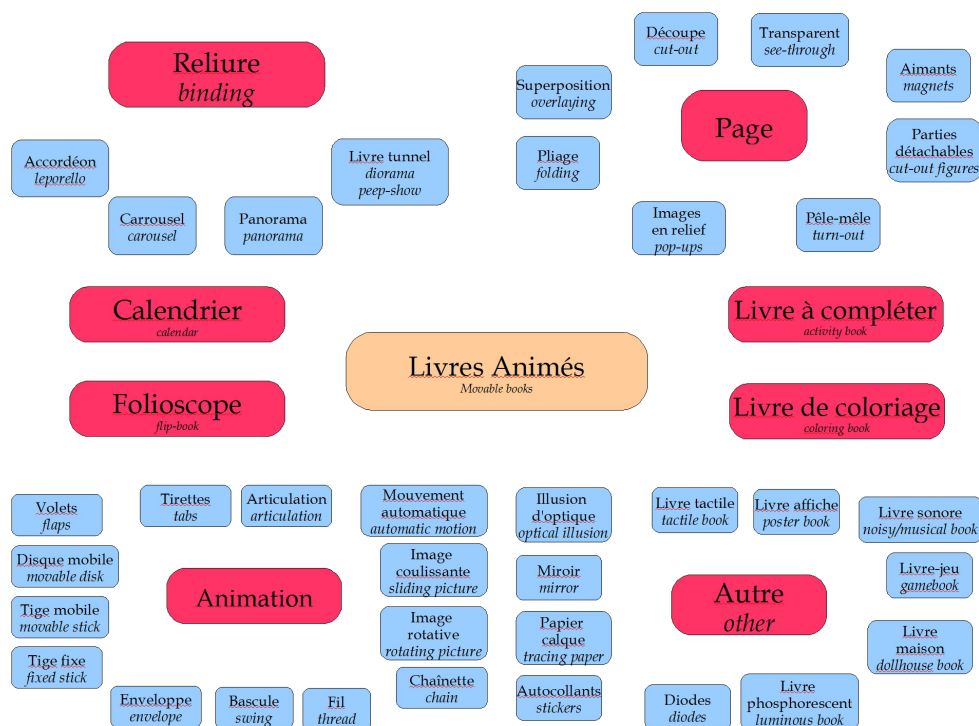 Reliure
binding
Accordéon
leporello
Carrousel
carousel
Panorama
panorama
Livre tunnel
diorama
peep-show
Découpe
cut-out
Transparent
see-through
Superposition
overlaying
Aimants
magnets
Page
Pliage
folding
Parties
détachables
cut-out figures
Images
en relief
pop-ups
Pêle-mêle
turn-out
Calendrier
calendar
Folioscope
flip-book
Livres Animés
Movable books
Livre à compléter
activity book
Livre de coloriage
coloring book
Volets
flaps
Tirettes
tabs
Articulation
articulation
Mouvement
automatique
automatic motion
Disque mobile
movable disk
Image
coulissante
sliding picture
Animation
Tige mobile
movable stick
Image
rotative
rotating picture
Tige fixe
fixed stick
Chaînette
chain
Enveloppe
envelope
Bascule
swing
Fil
thread
Illusion
d'optique
optical illusion
Miroir
mirror
Papier
calque
tracing paper
Autocollants
stickers
Livre tactile
tactile book
Livre affiche
poster book
Livre sonore
noisy/musical book
Livre-jeu
gamebook
Autre
other
Livre
maison
dollhouse book
Diodes
diodes
Livre
phosphorescent
luminous book